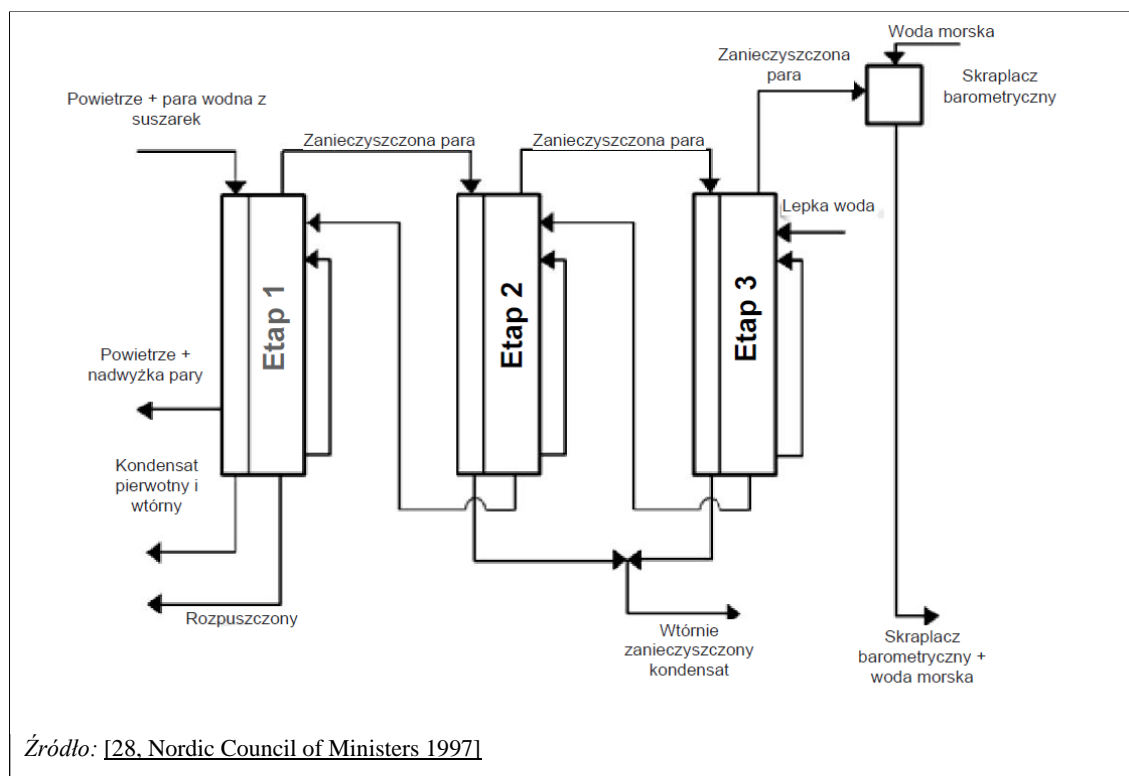 Woda morska
Zanieczyszczona
para
Skraplacz
barometryczny
Powietrze + para wodna z
suszarek
Zanieczyszczona para
Zanieczyszczona para
Lepka woda
Etap 1
Etap 2
Etap 3
Powietrze +
nadwyżka pary
Kondensat
pierwotny i
wtórny
Rozpuszczony
Wtórnie
zanieczyszczony
kondensat
Skraplacz
barometryczny +
woda morska
Źródło: [28, Nordic Council of Ministers 1997]